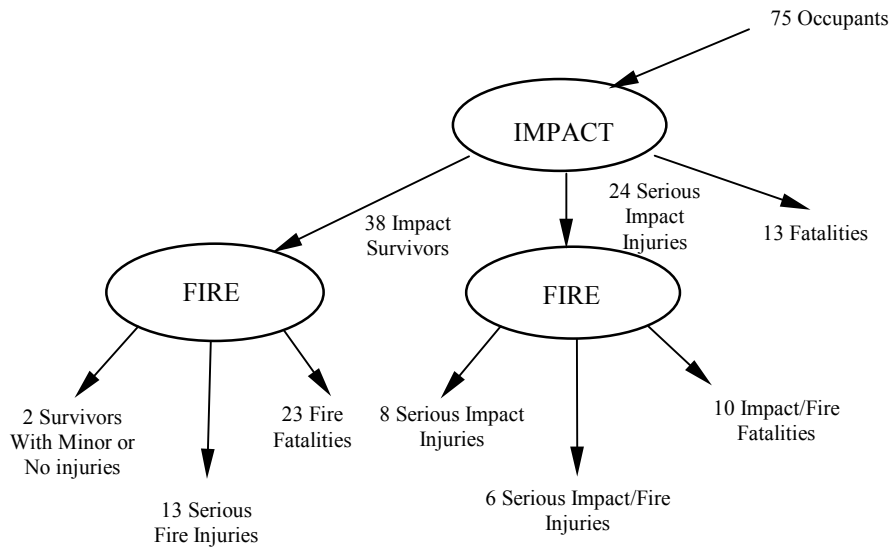 75 Occupants
IMPACT
24 Serious
Impact
Injuries
38 Impact
Survivors
13 Fatalities
FIRE
FIRE
2 Survivors
With Minor or
No injuries
23 Fire
Fatalities
8 Serious Impact
Injuries
10 Impact/Fire
Fatalities
13 Serious
Fire Injuries
6 Serious Impact/Fire
Injuries